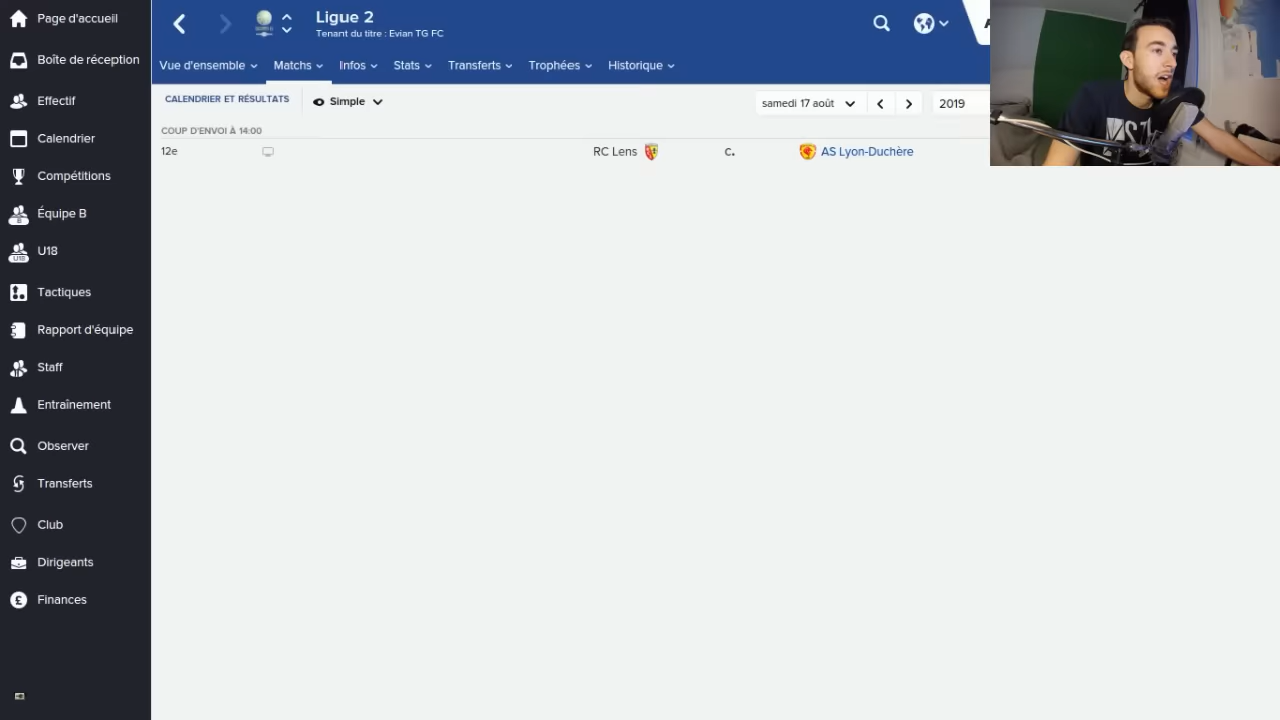 Page d'accueil
Boîte de réception
Effectif
Calendrier
Compétitions
Équipe B
U18
Tactiques
Rapport d'équipe
Staff
Entraînement
Observer
Transferts
Club
Dirigeants
Finances
Ligue 2
Tenant du titre : Evian TG FC
Vue d'ensemble
Matchs
Infos
Stats
Transferts
Trophées
Historique
CALENDRIER ET RÉSULTATS
Simple
samedi 17 août
2019
COUP D'ENVOI À 14:00
12e
RC Lens
c.
AS Lyon-Duchère